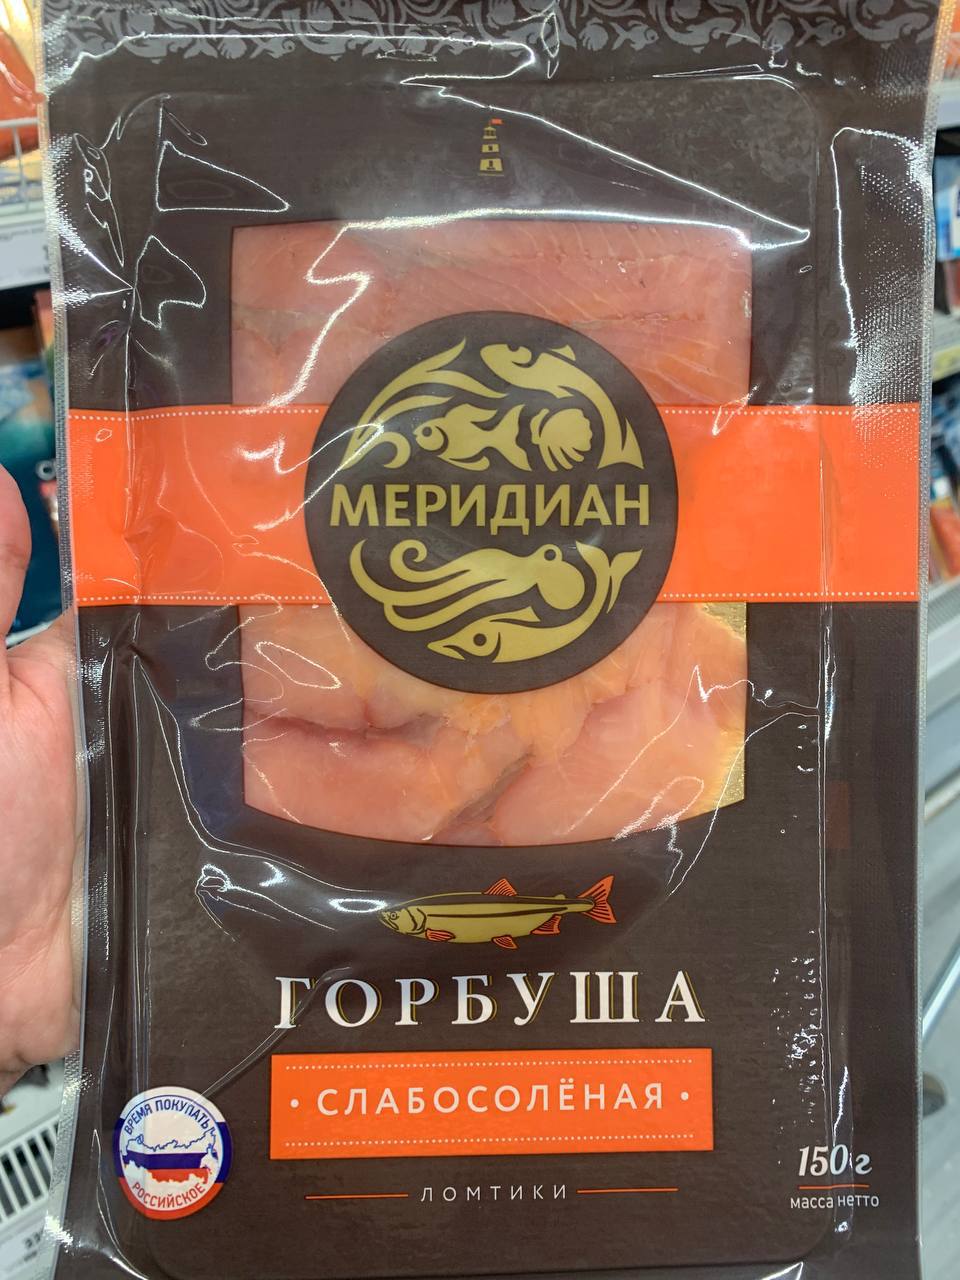 МЕРИДИАН
ГОРБУША
• СЛАБОСОЛЁНАЯ •
ЛОМТИКИ
ВРЕМЯ ПОКУПАТЬ
РОССИЙСКОЕ
150 г
масса нетто